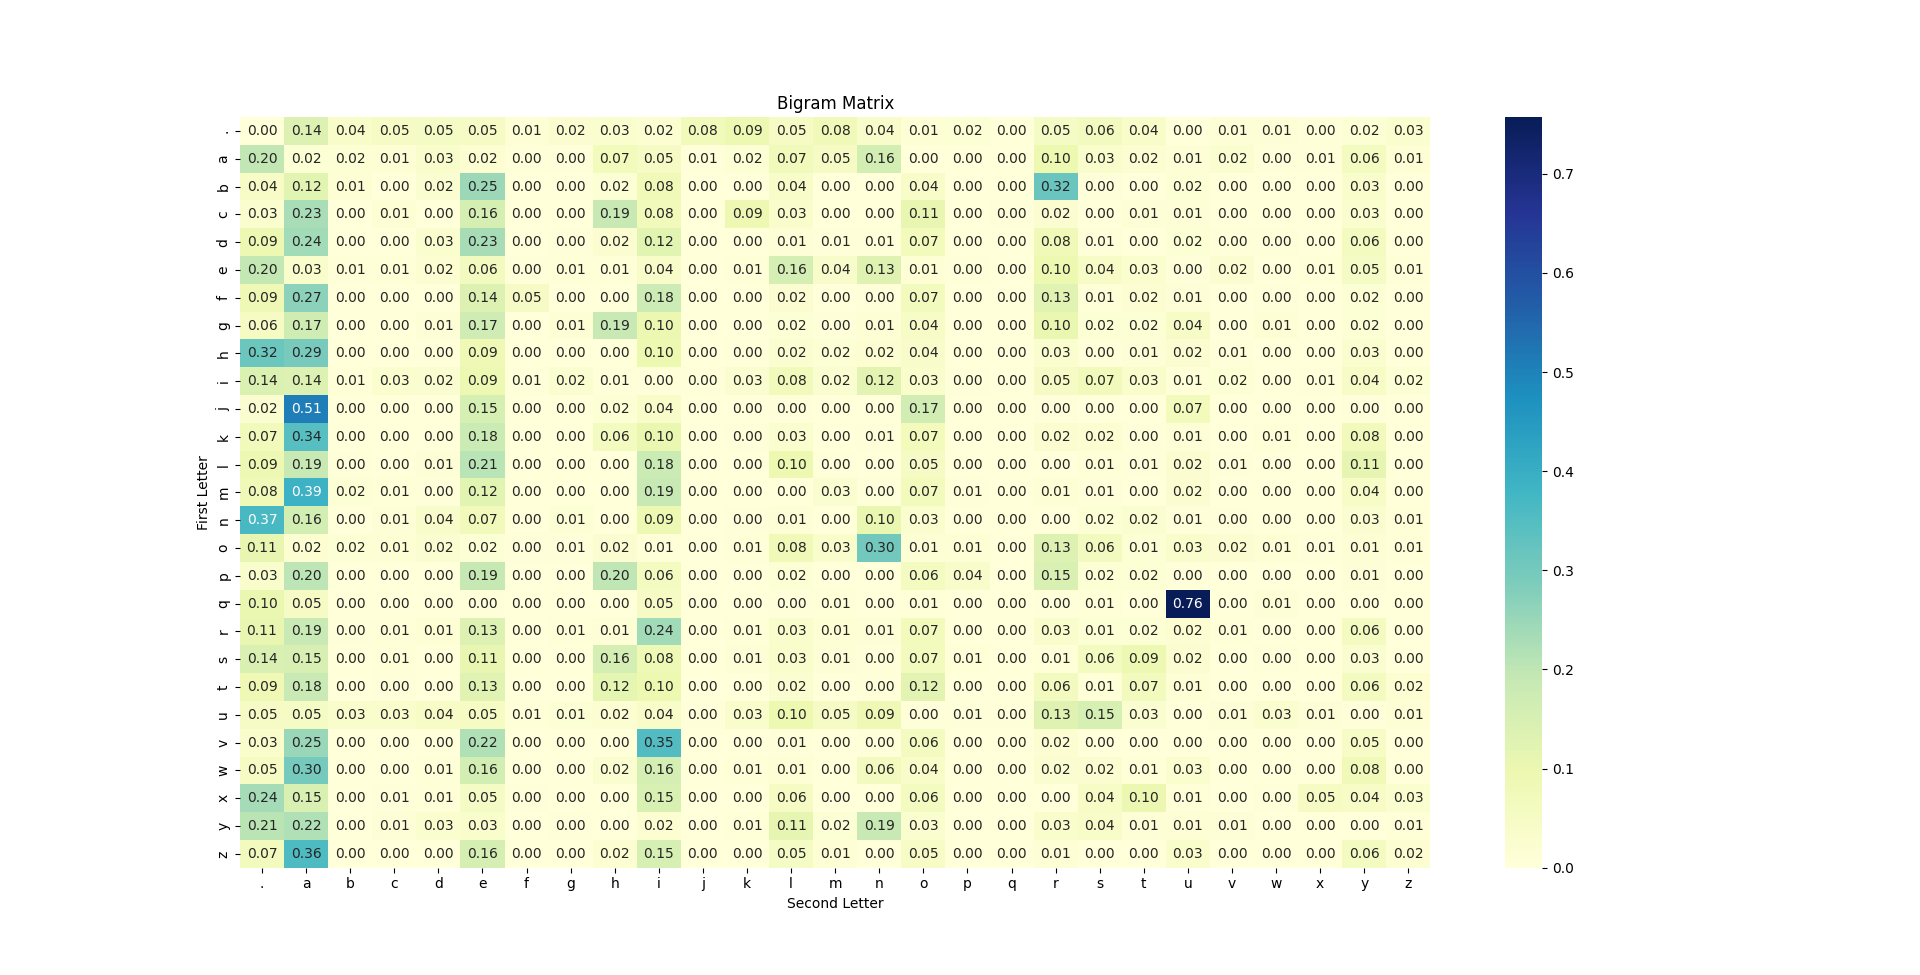 Bigram Matrix
. 0.00 0.14 0.04 0.05 0.05 0.05 0.01 0.02 0.03 0.02 0.08 0.09 0.05 0.08 0.04 0.01 0.02 0.00 0.05 0.06 0.04 0.00 0.01 0.01 0.00 0.02 0.03
a 0.20 0.02 0.02 0.01 0.03 0.02 0.00 0.00 0.07 0.05 0.01 0.02 0.07 0.05 0.16 0.00 0.00 0.00 0.10 0.03 0.02 0.01 0.02 0.00 0.01 0.06 0.01
b 0.04 0.12 0.01 0.00 0.02 0.25 0.00 0.00 0.02 0.08 0.00 0.00 0.04 0.00 0.00 0.04 0.00 0.00 0.32 0.00 0.00 0.02 0.00 0.00 0.00 0.03 0.00
c 0.03 0.23 0.00 0.01 0.00 0.16 0.00 0.00 0.19 0.08 0.00 0.09 0.03 0.00 0.00 0.11 0.00 0.00 0.02 0.00 0.01 0.01 0.00 0.00 0.00 0.03 0.00
d 0.09 0.24 0.00 0.00 0.03 0.23 0.00 0.00 0.02 0.12 0.00 0.00 0.01 0.01 0.01 0.07 0.00 0.00 0.08 0.01 0.00 0.02 0.00 0.00 0.00 0.06 0.00
e 0.20 0.03 0.01 0.01 0.02 0.06 0.00 0.01 0.01 0.04 0.00 0.01 0.16 0.04 0.13 0.01 0.00 0.00 0.10 0.04 0.03 0.00 0.02 0.00 0.01 0.05 0.01
f 0.09 0.27 0.00 0.00 0.00 0.14 0.05 0.00 0.00 0.18 0.00 0.00 0.02 0.00 0.00 0.07 0.00 0.00 0.13 0.01 0.02 0.01 0.00 0.00 0.00 0.02 0.00
g 0.06 0.17 0.00 0.00 0.01 0.17 0.00 0.01 0.19 0.10 0.00 0.00 0.02 0.00 0.01 0.04 0.00 0.00 0.10 0.02 0.02 0.04 0.00 0.01 0.00 0.02 0.00
h 0.32 0.29 0.00 0.00 0.00 0.09 0.00 0.00 0.00 0.10 0.00 0.00 0.02 0.02 0.02 0.04 0.00 0.00 0.03 0.00 0.01 0.02 0.01 0.00 0.00 0.03 0.00
i 0.14 0.14 0.01 0.03 0.02 0.09 0.01 0.02 0.01 0.00 0.00 0.03 0.08 0.02 0.12 0.03 0.00 0.00 0.05 0.07 0.03 0.01 0.02 0.00 0.01 0.04 0.02
j 0.02 0.51 0.00 0.00 0.00 0.15 0.00 0.00 0.02 0.04 0.00 0.00 0.00 0.00 0.00 0.17 0.00 0.00 0.00 0.00 0.00 0.07 0.00 0.00 0.00 0.00 0.00
k 0.07 0.34 0.00 0.00 0.00 0.18 0.00 0.00 0.06 0.10 0.00 0.00 0.03 0.00 0.01 0.07 0.00 0.00 0.02 0.02 0.00 0.01 0.00 0.01 0.00 0.08 0.00
l 0.09 0.19 0.00 0.00 0.01 0.21 0.00 0.00 0.00 0.18 0.00 0.00 0.10 0.00 0.00 0.05 0.00 0.00 0.00 0.01 0.01 0.02 0.01 0.00 0.00 0.11 0.00
m 0.08 0.39 0.02 0.01 0.00 0.12 0.00 0.00 0.00 0.19 0.00 0.00 0.00 0.03 0.00 0.07 0.01 0.00 0.01 0.01 0.00 0.02 0.00 0.00 0.00 0.04 0.00
n 0.37 0.16 0.00 0.01 0.04 0.07 0.00 0.01 0.00 0.09 0.00 0.00 0.01 0.00 0.10 0.03 0.00 0.00 0.00 0.02 0.02 0.01 0.00 0.00 0.00 0.03 0.01
o 0.11 0.02 0.02 0.01 0.02 0.02 0.00 0.01 0.02 0.01 0.00 0.01 0.08 0.03 0.30 0.01 0.01 0.00 0.13 0.06 0.01 0.03 0.02 0.01 0.01 0.01 0.01
p 0.03 0.20 0.00 0.00 0.00 0.19 0.00 0.00 0.20 0.06 0.00 0.00 0.02 0.00 0.00 0.06 0.04 0.00 0.15 0.02 0.02 0.00 0.00 0.00 0.00 0.01 0.00
q 0.10 0.05 0.00 0.00 0.00 0.00 0.00 0.00 0.00 0.05 0.00 0.00 0.00 0.01 0.00 0.01 0.00 0.00 0.00 0.01 0.00 0.76 0.00 0.01 0.00 0.00 0.00
r 0.11 0.19 0.00 0.01 0.01 0.13 0.00 0.01 0.01 0.24 0.00 0.01 0.03 0.01 0.01 0.07 0.00 0.00 0.03 0.01 0.02 0.02 0.01 0.00 0.00 0.06 0.00
s 0.14 0.15 0.00 0.01 0.00 0.11 0.00 0.00 0.16 0.08 0.00 0.01 0.03 0.01 0.00 0.07 0.01 0.00 0.01 0.06 0.09 0.02 0.00 0.00 0.00 0.03 0.00
t 0.09 0.18 0.00 0.00 0.00 0.13 0.00 0.00 0.12 0.10 0.00 0.00 0.02 0.00 0.00 0.12 0.00 0.00 0.06 0.01 0.07 0.01 0.00 0.00 0.00 0.06 0.02
u 0.05 0.05 0.03 0.03 0.04 0.05 0.01 0.01 0.02 0.04 0.00 0.03 0.10 0.05 0.09 0.00 0.01 0.00 0.13 0.15 0.03 0.00 0.01 0.03 0.01 0.00 0.01
v 0.03 0.25 0.00 0.00 0.00 0.22 0.00 0.00 0.00 0.35 0.00 0.00 0.01 0.00 0.00 0.06 0.00 0.00 0.02 0.00 0.00 0.00 0.00 0.00 0.00 0.05 0.00
w 0.05 0.30 0.00 0.00 0.01 0.16 0.00 0.00 0.02 0.16 0.00 0.01 0.01 0.00 0.06 0.04 0.00 0.00 0.02 0.02 0.01 0.03 0.00 0.00 0.00 0.08 0.00
x 0.24 0.15 0.00 0.01 0.01 0.05 0.00 0.00 0.00 0.15 0.00 0.00 0.06 0.00 0.00 0.06 0.00 0.00 0.00 0.04 0.10 0.01 0.00 0.00 0.05 0.04 0.03
y 0.21 0.22 0.00 0.01 0.03 0.03 0.00 0.00 0.00 0.02 0.00 0.01 0.11 0.02 0.19 0.03 0.00 0.00 0.03 0.04 0.01 0.01 0.01 0.00 0.00 0.00 0.01
z 0.07 0.36 0.00 0.00 0.00 0.16 0.00 0.00 0.02 0.15 0.00 0.00 0.05 0.01 0.00 0.05 0.00 0.00 0.01 0.00 0.00 0.03 0.00 0.00 0.00 0.06 0.02
. a b c d e f g h i j k l m n o p q r s t u v w x y z
Second Letter
First Letter
0.7
0.6
0.5
0.4
0.3
0.2
0.1
0.0